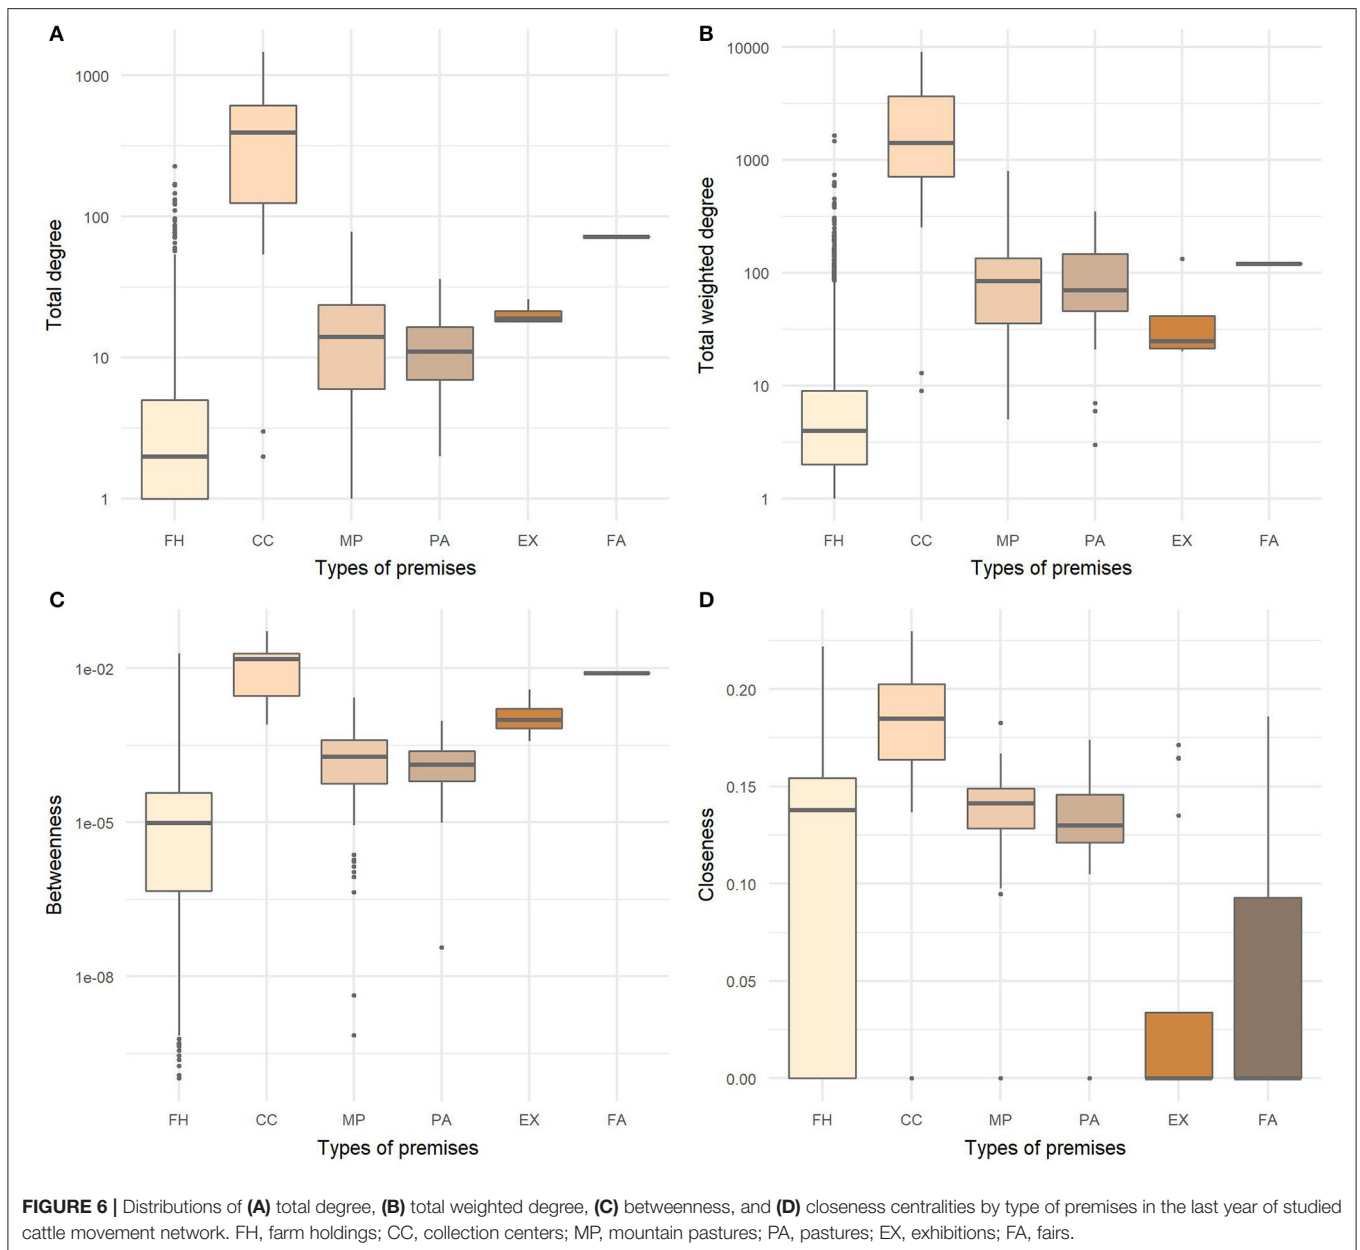 A
Total degree
1000
100
10
1
FH CC MP PA EX FA
Types of premises
B
Total weighted degree
10000
1000
100
10
1
FH CC MP PA EX FA
Types of premises
C
Betweenness
1e-02
1e-05
1e-08
FH CC MP PA EX FA
Types of premises
D
Closeness
0.20
0.15
0.10
0.05
0.00
FH CC MP PA EX FA
Types of premises
FIGURE 6 | Distributions of (A) total degree, (B) total weighted degree, (C) betweenness, and (D) closeness centralities by type of premises in the last year of studied
cattle movement network. FH, farm holdings; CC, collection centers; MP, mountain pastures; PA, pastures; EX, exhibitions; FA, fairs.